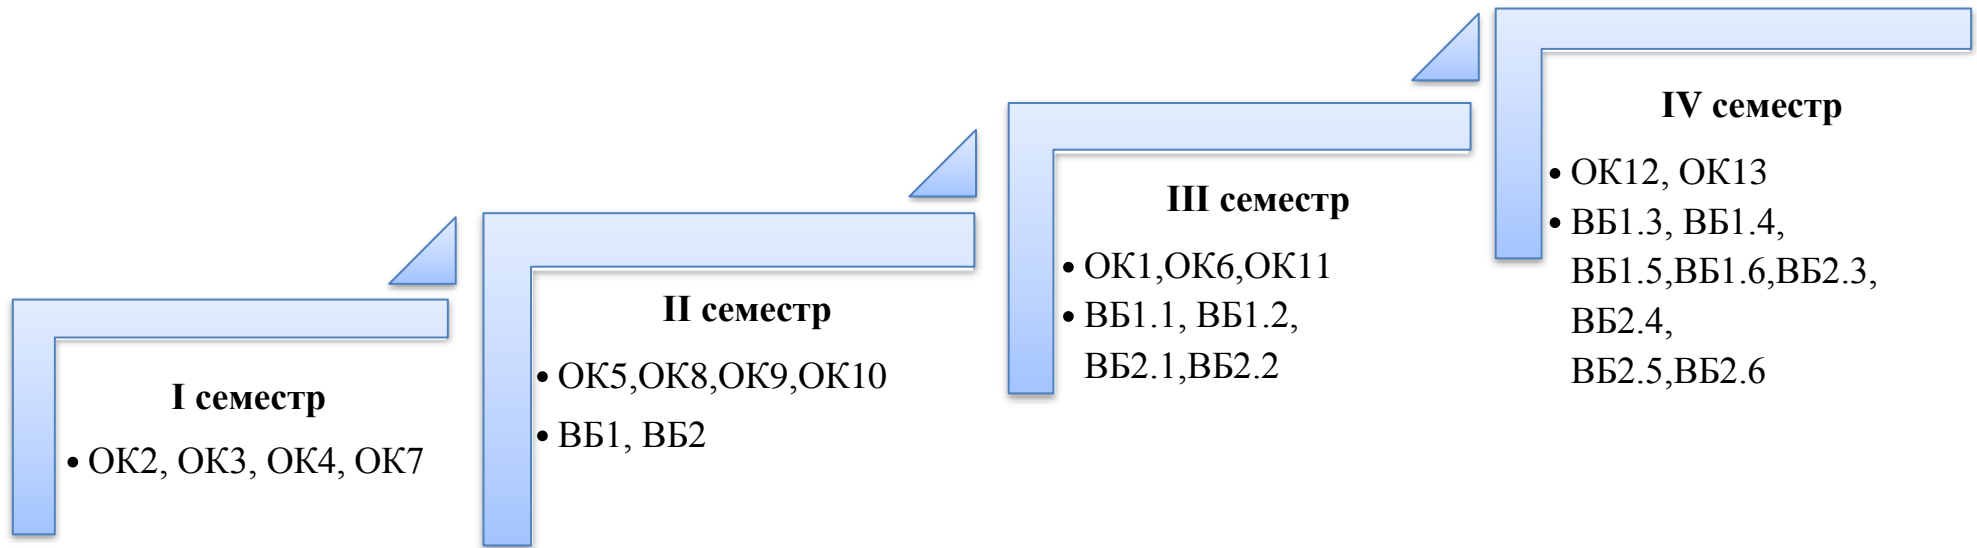 I семестр
• ОК2, ОК3, ОК4, ОК7
II семестр
• ОК5,ОК8,ОК9,ОК10
• ВБ1, ВБ2
III семестр
• ОК1,ОК6,ОК11
• ВБ1.1, ВБ1.2,
ВБ2.1,ВБ2.2
IV семестр
• ОК12, ОК13
• ВБ1.3, ВБ1.4,
ВБ1.5,ВБ1.6,ВБ2.3,
ВБ2.4,
ВБ2.5,ВБ2.6